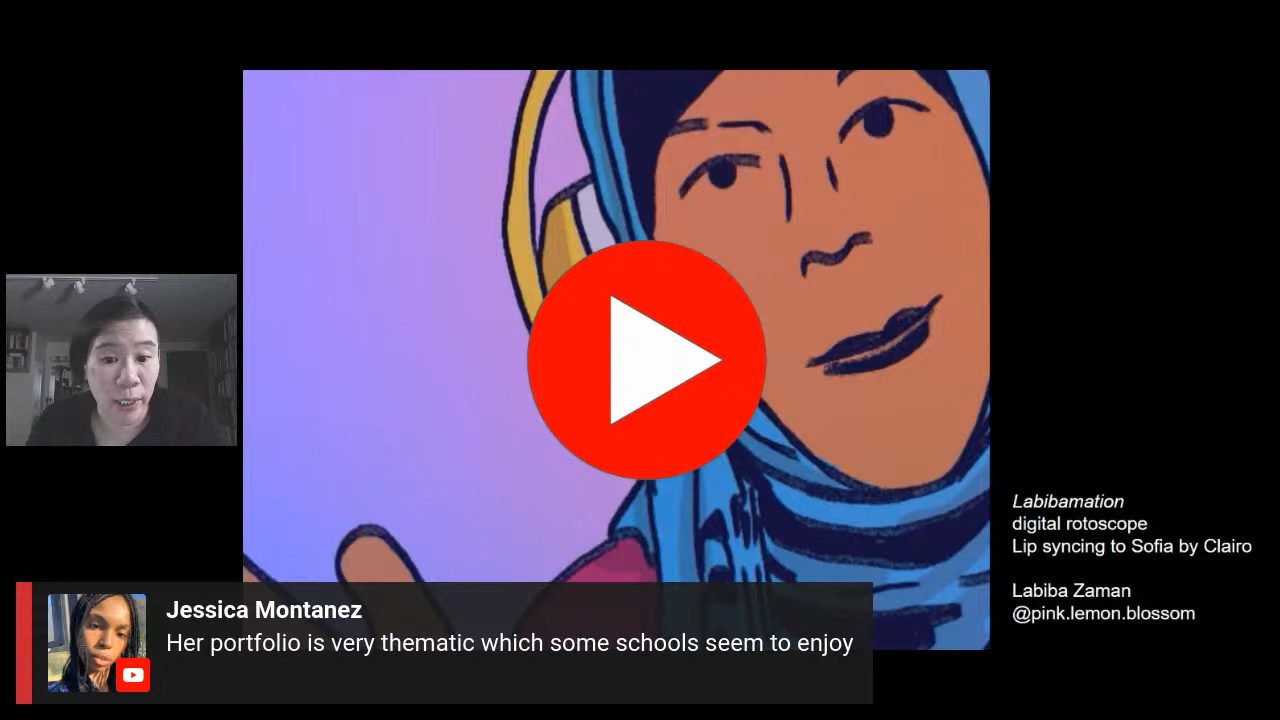 Labibamation
digital rotoscope
Lip syncing to Sofia by Clairo
Labiba Zaman
@pink.lemon.blossom
Jessica Montanez
Her portfolio is very thematic which some schools seem to enjoy